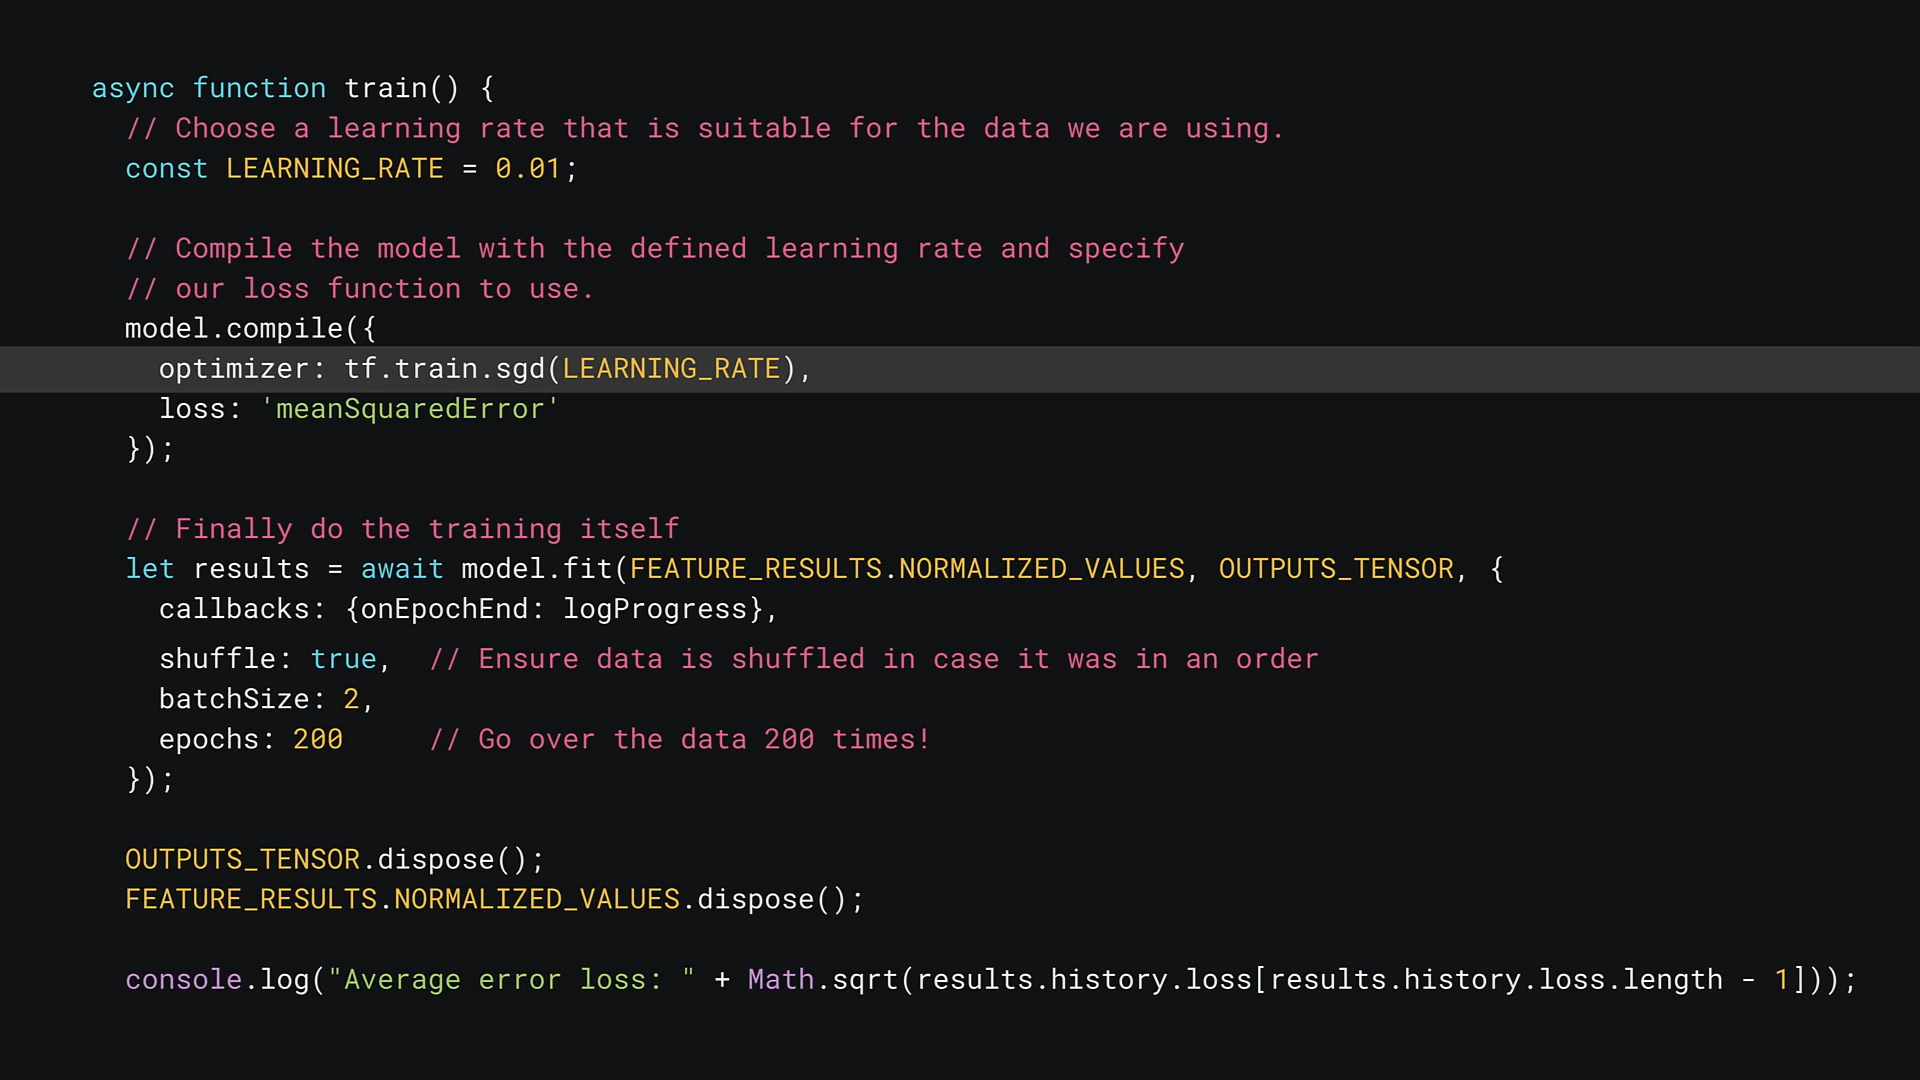 async function train() {
  // Choose a learning rate that is suitable for the data we are using.
  const LEARNING_RATE = 0.01;

  // Compile the model with the defined learning rate and specify
  // our loss function to use.
  model.compile({
    optimizer: tf.train.sgd(LEARNING_RATE),
    loss: 'meanSquaredError'
  });

  // Finally do the training itself
  let results = await model.fit(FEATURE_RESULTS.NORMALIZED_VALUES, OUTPUTS_TENSOR, {
    callbacks: {onEpochEnd: logProgress},
    shuffle: true,  // Ensure data is shuffled in case it was in an order
    batchSize: 2,
    epochs: 200     // Go over the data 200 times!
  });

  OUTPUTS_TENSOR.dispose();
  FEATURE_RESULTS.NORMALIZED_VALUES.dispose();

  console.log("Average error loss: " + Math.sqrt(results.history.loss[results.history.loss.length - 1]));